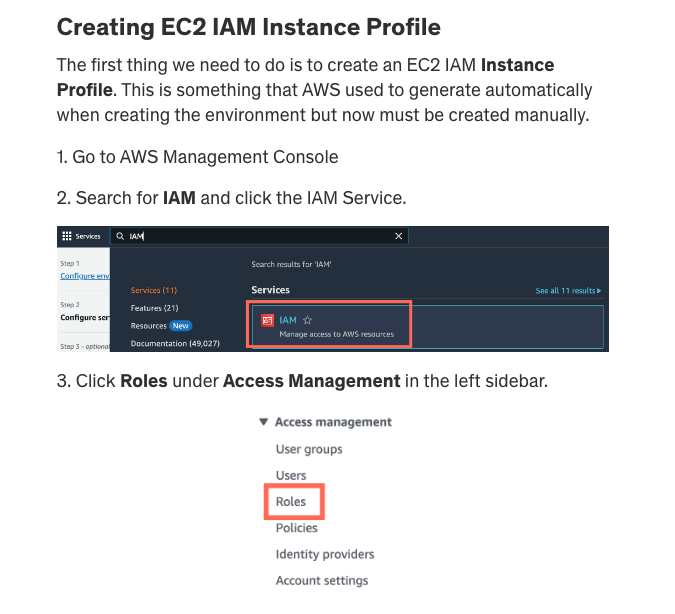 Creating EC2 IAM Instance Profile
The first thing we need to do is to create an EC2 IAM Instance
Profile. This is something that AWS used to generate automatically
when creating the environment but now must be created manually.
1. Go to AWS Management Console
2. Search for IAM and click the IAM Service.
Services
IAM
Step 1
Configure env
Step 2
Configure ser
Step 3 - optional
Search results for 'IAM'
Services (11)
Features (21)
Resources New
Documentation (49,027)
Services
See all 11 results
IAM
Manage access to AWS resources
3. Click Roles under Access Management in the left sidebar.
Access management
User groups
Users
Roles
Policies
Identity providers
Account settings